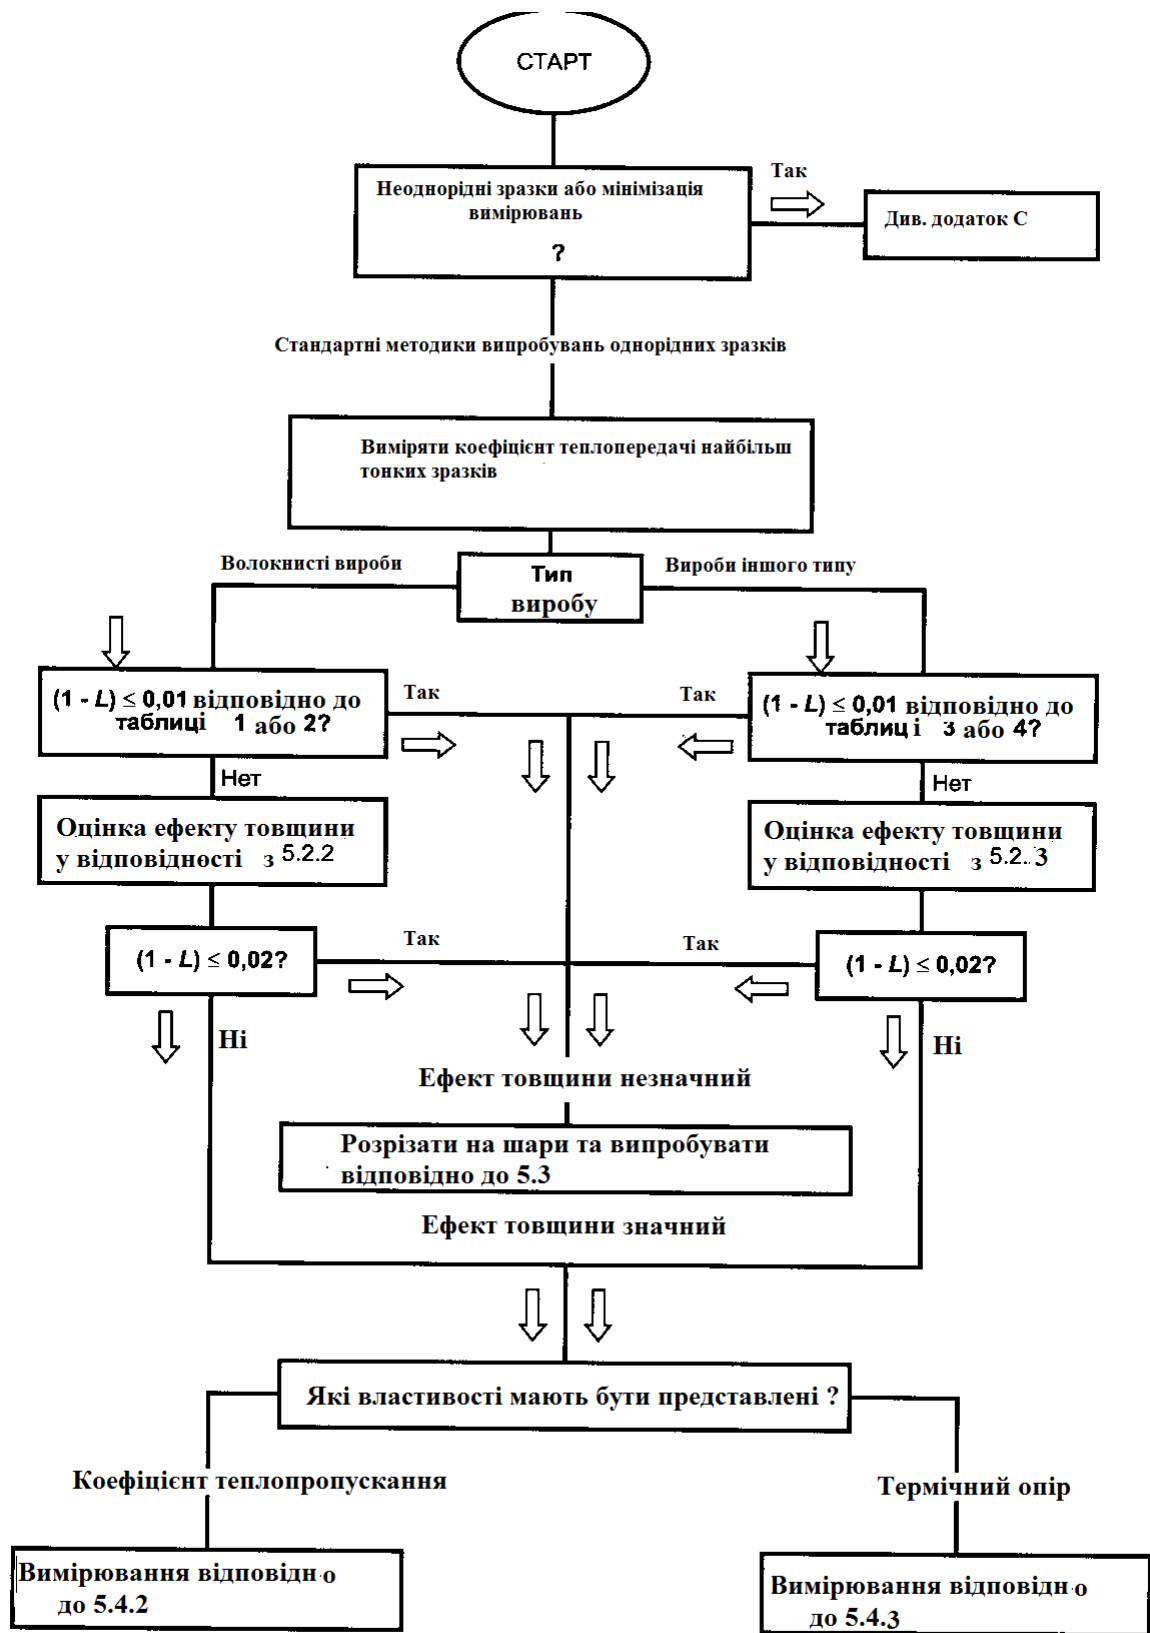 СТАРТ
Так
Неоднорідні зразки або мінімізація
вимірювань
?
Див. додаток С
Стандартні методики випробувань однорідних зразків
Виміряти коефіцієнт теплопередачі найбільш
тонких зразків
Волокнисті вироби
Тип
виробу
Вироби іншого типу
(1 - L) ≤ 0,01 відповідно до
таблиці 1 або 2?
Так
Так
(1 - L) ≤ 0,01 відповідно до
таблиц і 3 або 4?
Нет
Нет
Оцінка ефекту товщини
у відповідності з 5.2.2
Оцінка ефекту товщини
у відповідності з 5.2. 3
(1 - L) ≤ 0,02?
Так
Так
(1 - L) ≤ 0,02?
Ні
Ні
Ефект товщини незначний
Розрізати на шари та випробувати
відповідно до 5.3
Ефект товщини значний
Які властивості мають бути представлені ?
Коефіцієнт теплопропускання
Термічний опір
Вимірювання відповідно
до 5.4.2
Вимірювання відповідно
до 5.4.3